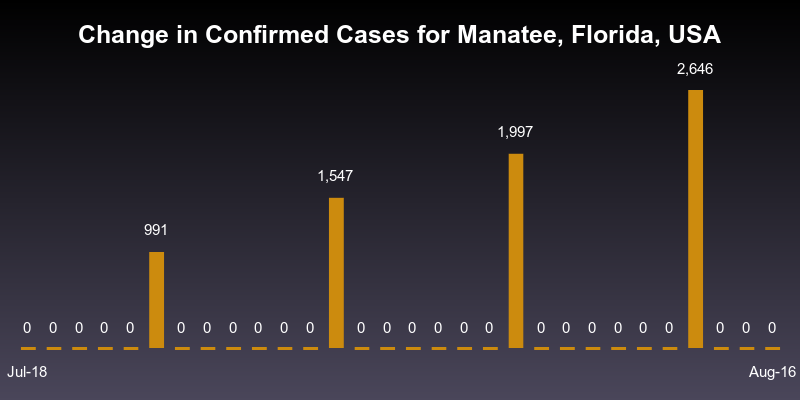 Change in Confirmed Cases for Manatee, Florida, USA
2,646
1,997
1,547
991
0 0 0 0 0 0 0 0 0 0 0 0 0 0 0 0 0 0 0 0 0 0 0 0 0 0
Jul-18 Aug-16